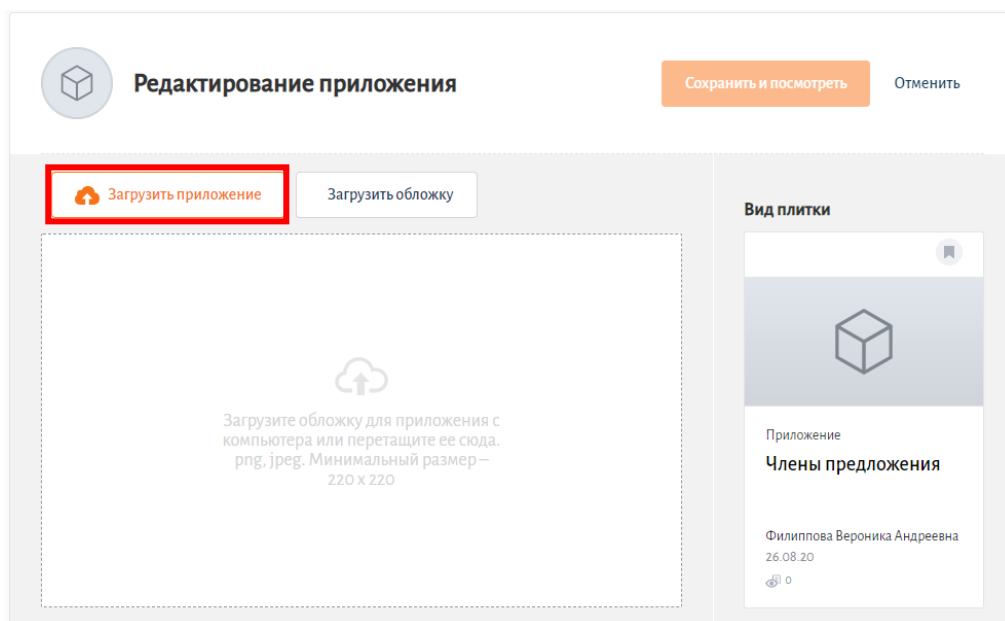 Редактирование приложения
Сохранить и посмотреть
Отменить
Загрузить приложение
Загрузить обложку
Загрузите обложку для приложения с
компьютера или перетащите ее сюда.
png, jpeg. Минимальный размер –
220 x 220
Вид плитки
Приложение
Члены предложения
Филиппова Вероника Андреевна
26.08.20
0